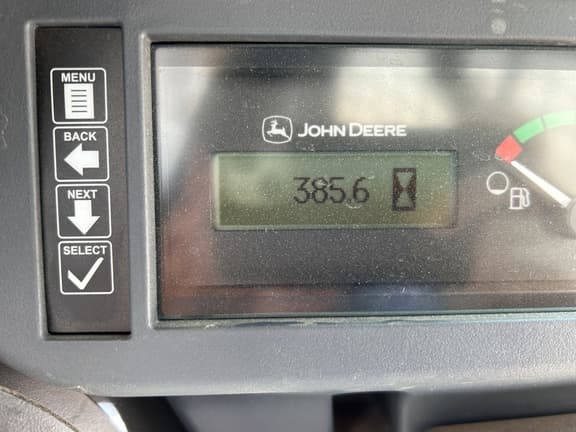 MENU
BACK
NEXT
SELECT
JOHN DEERE
385.6